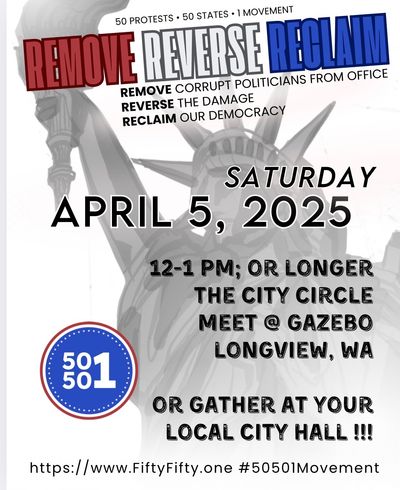 50 PROTESTS • 50 STATES • 1 MOVEMENT
REMOVE REVERSE RECLAIM
REMOVE CORRUPT POLITICIANS FROM OFFICE
REVERSE THE DAMAGE
RECLAIM OUR DEMOCRACY
SATURDAY
APRIL 5, 2025
12-1 PM; OR LONGER
THE CITY CIRCLE
MEET @ GAZEBO
LONGVIEW, WA
50
501
OR GATHER AT YOUR
LOCAL CITY HALL !!!
https://www.FiftyFifty.one #50501Movement